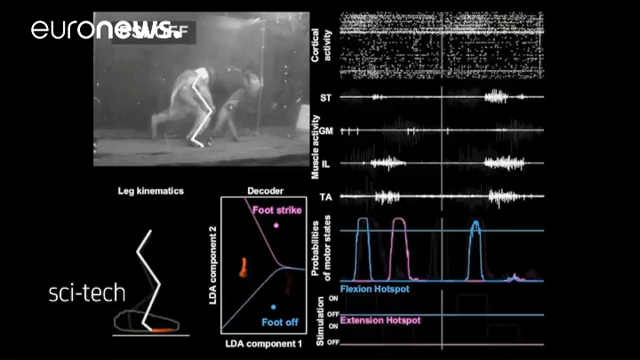 euronews.
OFF
Cortical
activity
ST
GM
IL
TA
Muscle activity
Leg kinematics
Decoder
Foot strike
Foot off
LDA component 2
LDA component 1
Probabilities
of motor states
Flexion Hotspot
Extension Hotspot
Stimulation
ON
OFF
ON
OFF
sci-tech